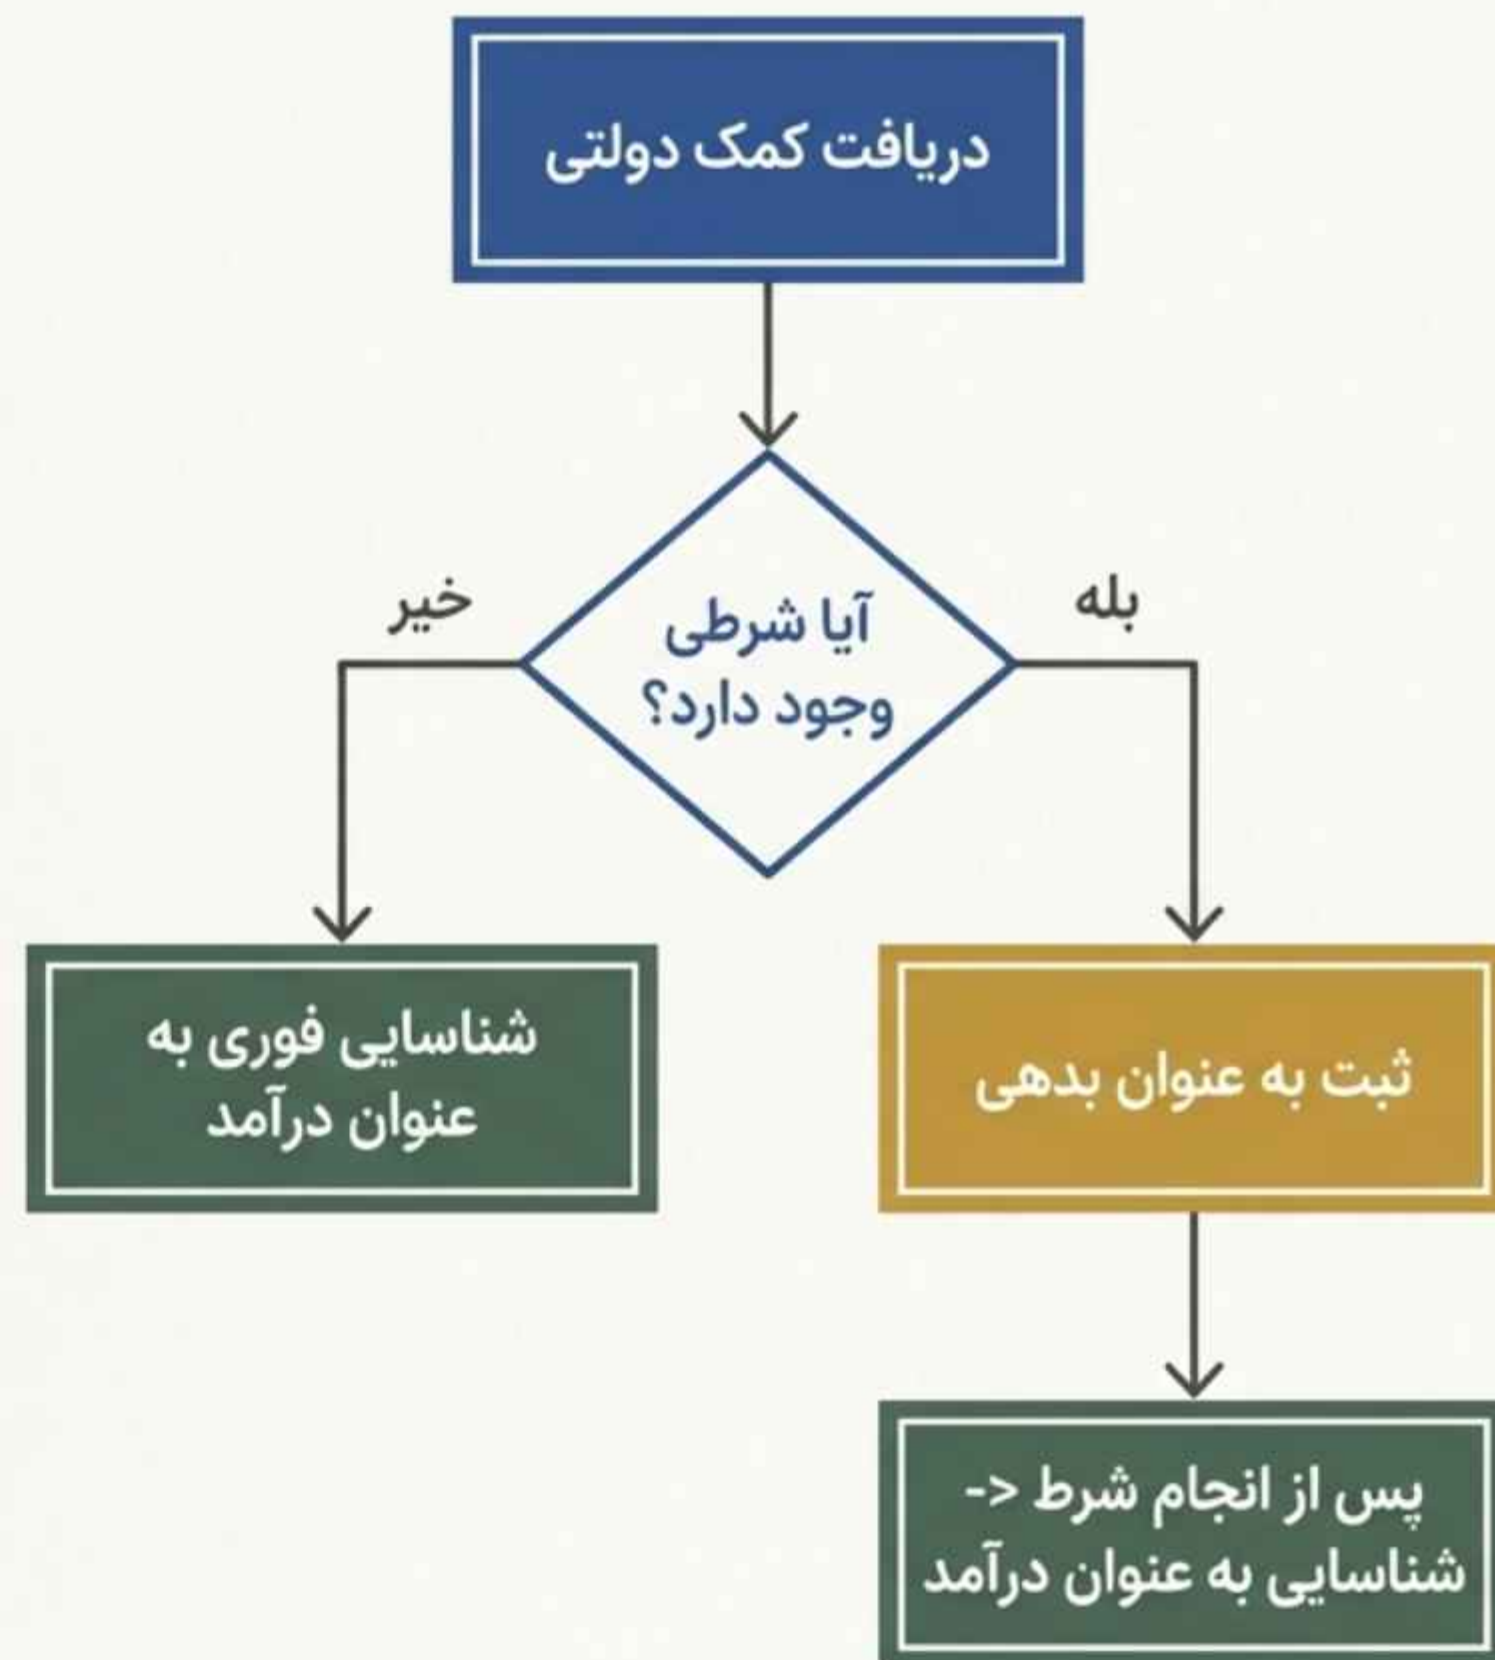 دریافت کمک دولتی
آیا شرطی
وجود دارد؟
بله
خیر
ثبت به عنوان بدهی
شناسایی فوری به
عنوان درآمد
پس از انجام شرط <-
شناسایی به عنوان درآمد